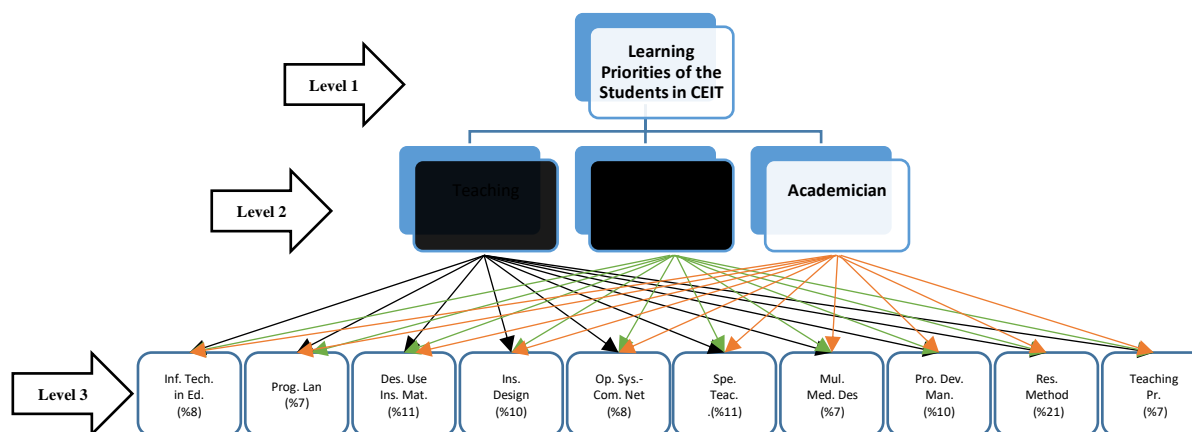 Learning
Priorities of the
Students in CEIT
Level 1
Teaching
Academician
Level 2
Level 3
Inf. Tech.
in Ed.
(%8)
Prog. Lan
(%7)
Des. Use
Ins. Mat.
(%11)
Ins.
Design
(%10)
Op. Sys.-
Com. Net
(%8)
Spe.
Teac.
.(%11)
Mul.
Med. Des
(%7)
Pro. Dev.
Man.
(%10)
Res.
Method
(%21)
Teaching
Pr.
(%7)